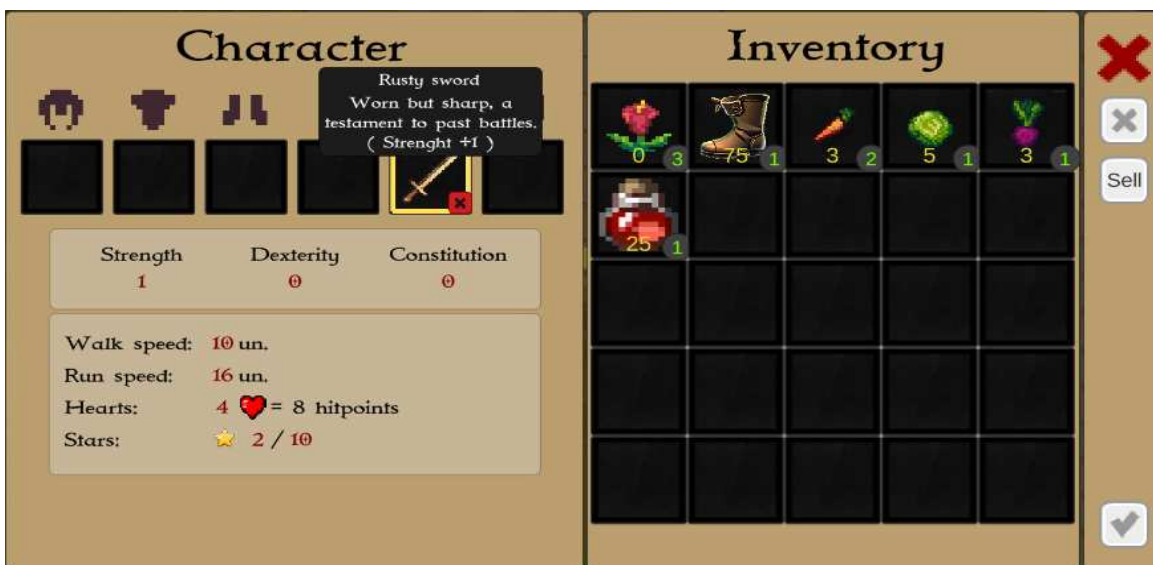 Character
Rusty sword
Worn but sharp, a
testament to past battles.
( Strenght +1 )
Strength Dexterity Constitution
1 0 0
Walk speed: 10 un.
Run speed: 16 un.
Hearts: 4 = 8 hitpoints
Stars: 2 / 10
Inventory
0 3 75 1 3 2 5 1 3 1
25 1
Sell